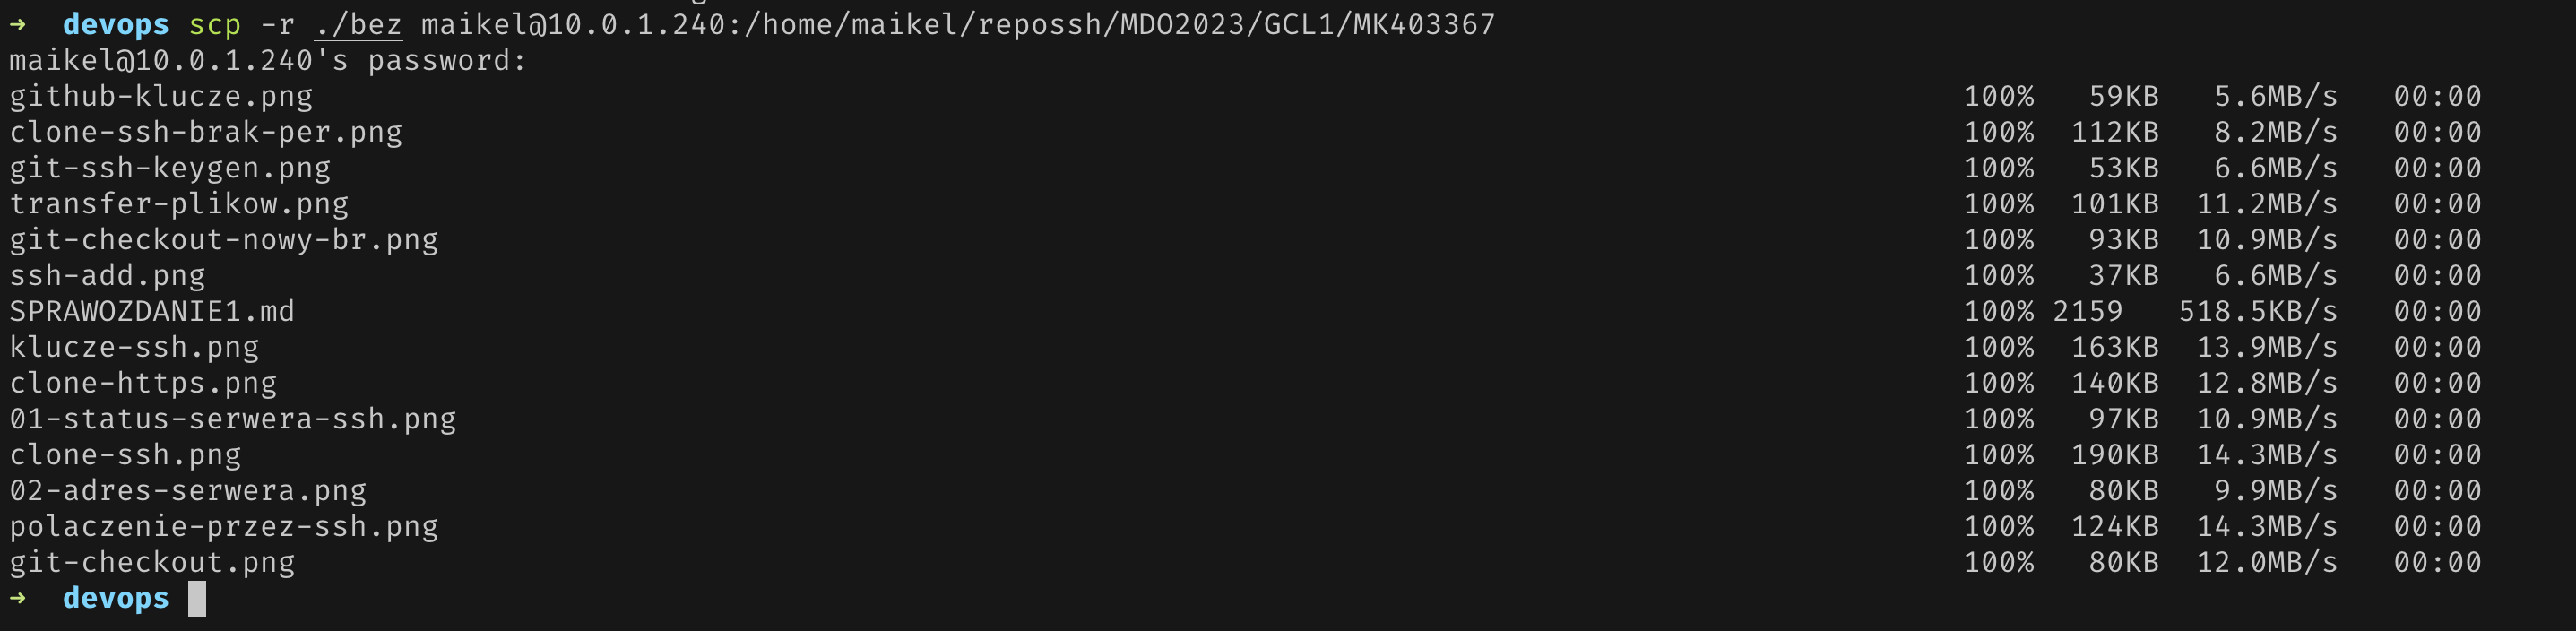 → devops scp -r ./bez maikel@10.0.1.240:/home/maikel/repossh/MDO2023/GCL1/MK403367
maikel@10.0.1.240's password:
github-klucze.png 100% 59KB 5.6MB/s 00:00
clone-ssh-brak-per.png 100% 112KB 8.2MB/s 00:00
git-ssh-keygen.png 100% 53KB 6.6MB/s 00:00
transfer-plikow.png 100% 101KB 11.2MB/s 00:00
git-checkout-nowy-br.png 100% 93KB 10.9MB/s 00:00
ssh-add.png 100% 37KB 6.6MB/s 00:00
SPRAWOZDANIE1.md 100% 2159 518.5KB/s 00:00
klucze-ssh.png 100% 163KB 13.9MB/s 00:00
clone-https.png 100% 140KB 12.8MB/s 00:00
01-status-serwera-ssh.png 100% 97KB 10.9MB/s 00:00
clone-ssh.png 100% 190KB 14.3MB/s 00:00
02-adres-serwera.png 100% 80KB 9.9MB/s 00:00
polaczenie-przez-ssh.png 100% 124KB 14.3MB/s 00:00
git-checkout.png 100% 80KB 12.0MB/s 00:00
→ devops